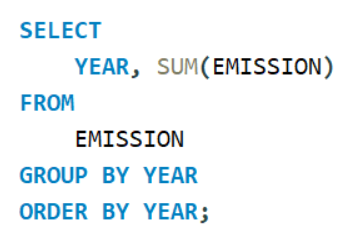 SELECT
YEAR, SUM(EMISSION)
FROM
EMISSION
GROUP BY YEAR
ORDER BY YEAR;